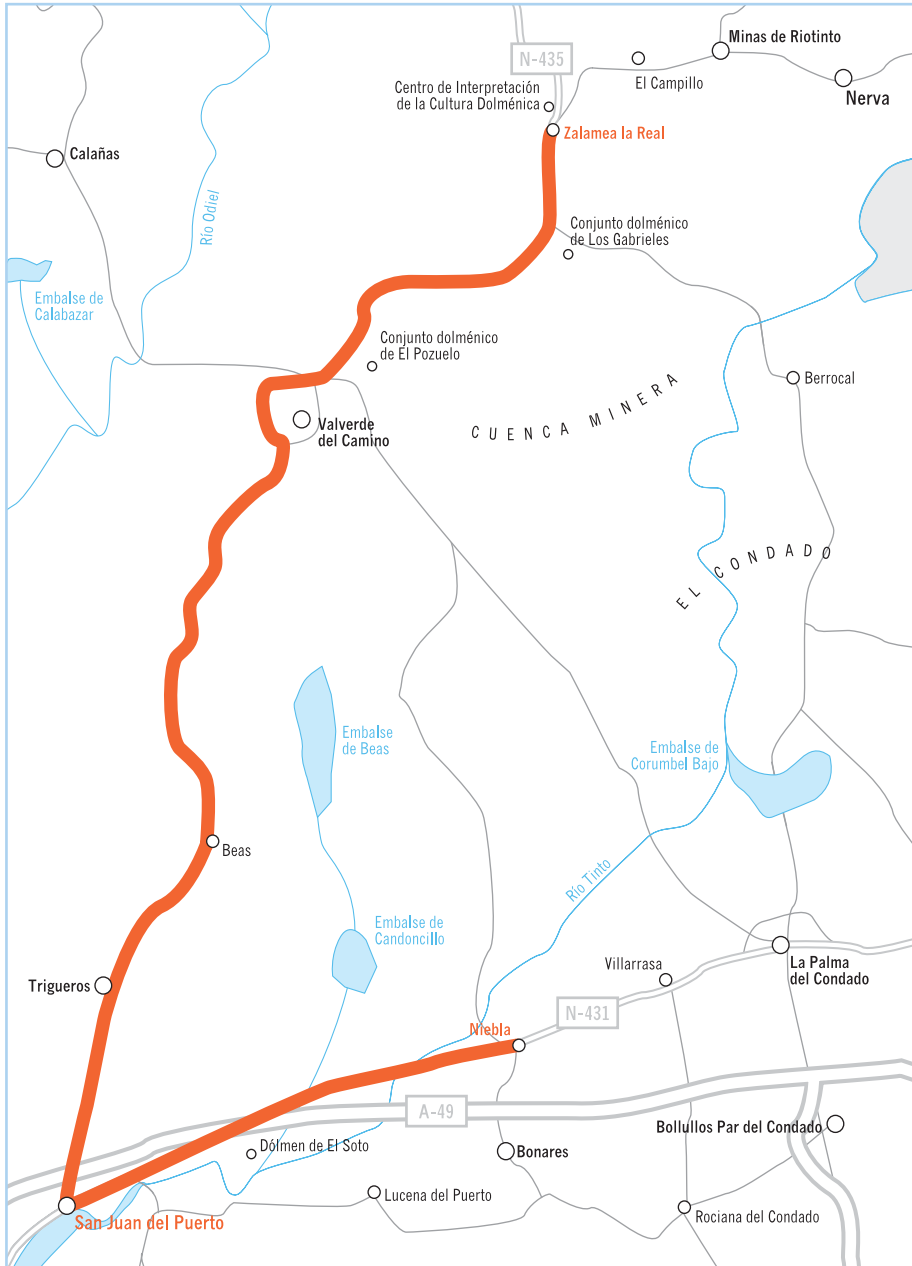 Minas de Riotinto
N-435
El Campillo
Centro de Interpretación
de la Cultura Dolménica
Nerva
Zalamea la Real
Calañas
Río Odiel
Conjunto dolménico
de Los Gabrieles
Embalse de
Calabazar
Conjunto dolménico
de El Pozuelo
Berrocal
CUENCA MINERA
Valverde
del Camino
EL CONDADO
Embalse
de Beas
Embalse de
Corumbel Bajo
Beas
Río Tinto
Embalse de
Candoncillo
Villarrasa
La Palma
del Condado
Trigueros
N-431
Niebla
A-49
Bollullos Par del Condado
Dólmen de El Soto
Bonares
Lucena del Puerto
San Juan del Puerto
Rociana del Condado